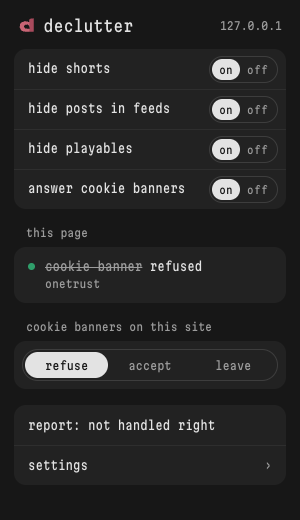 declutter 127.0.0.1
hide shorts on off
hide posts in feeds on off
hide playables on off
answer cookie banners on off
this page
cookie banner refused
onetrust
cookie banners on this site
refuse accept leave
report: not handled right
settings ›